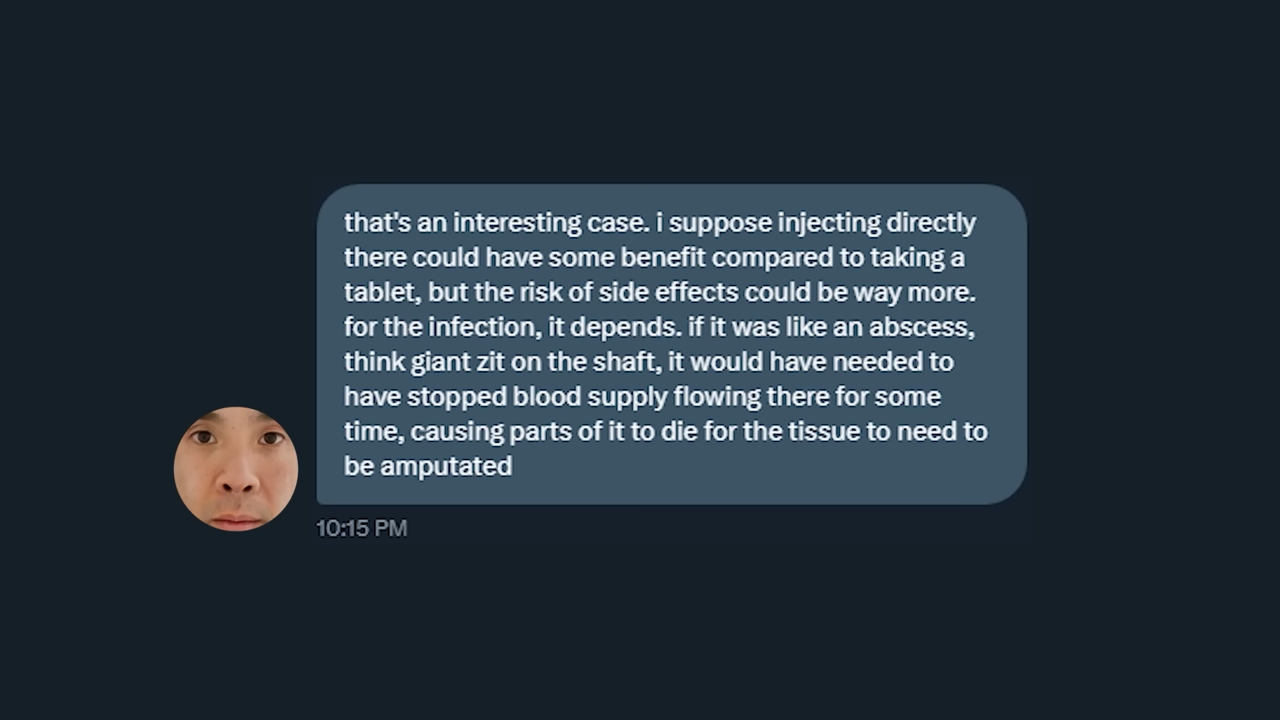 that's an interesting case. i suppose injecting directly
there could have some benefit compared to taking a
tablet, but the risk of side effects could be way more.
for the infection, it depends. if it was like an abscess,
think giant zit on the shaft, it would have needed to
have stopped blood supply flowing there for some
time, causing parts of it to die for the tissue to need to
be amputated
10:15 PM